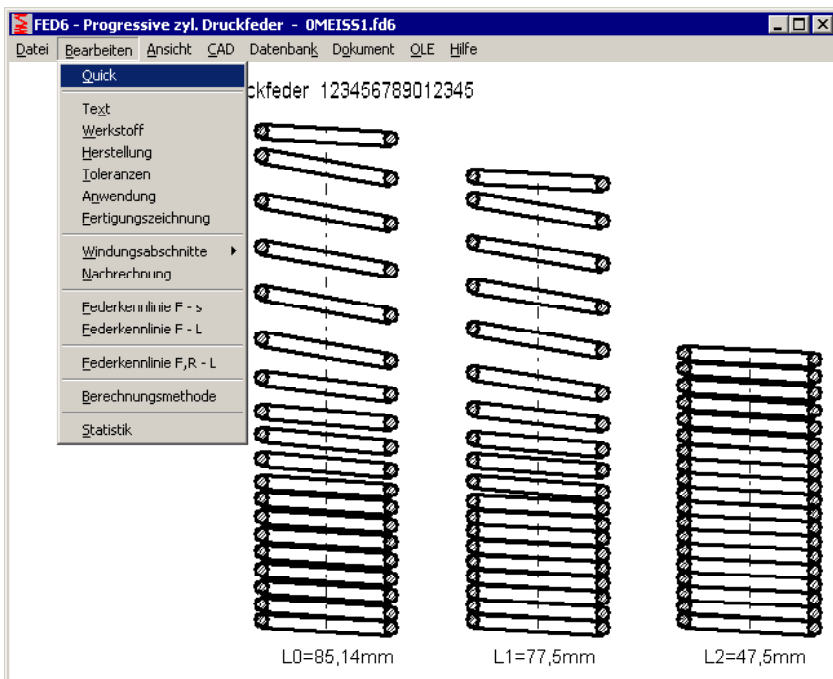 FED6 - Progressive zyl. Druckfeder - 0MEISS1.fd6
Datei Bearbeiten Ansicht CAD Datenbank Dokument OLE Hilfe
Quick
ckfeder 123456789012345
Text
Werkstoff
Herstellung
Toleranzen
Anwendung
Fertigungszeichnung
Windungsabschnitte
Nachrechnung
Federkennlinie F - s
Federkennlinie F - L
Federkennlinie F,R - L
Berechnungsmethode
Statistik
L0=85,14mm L1=77,5mm L2=47,5mm